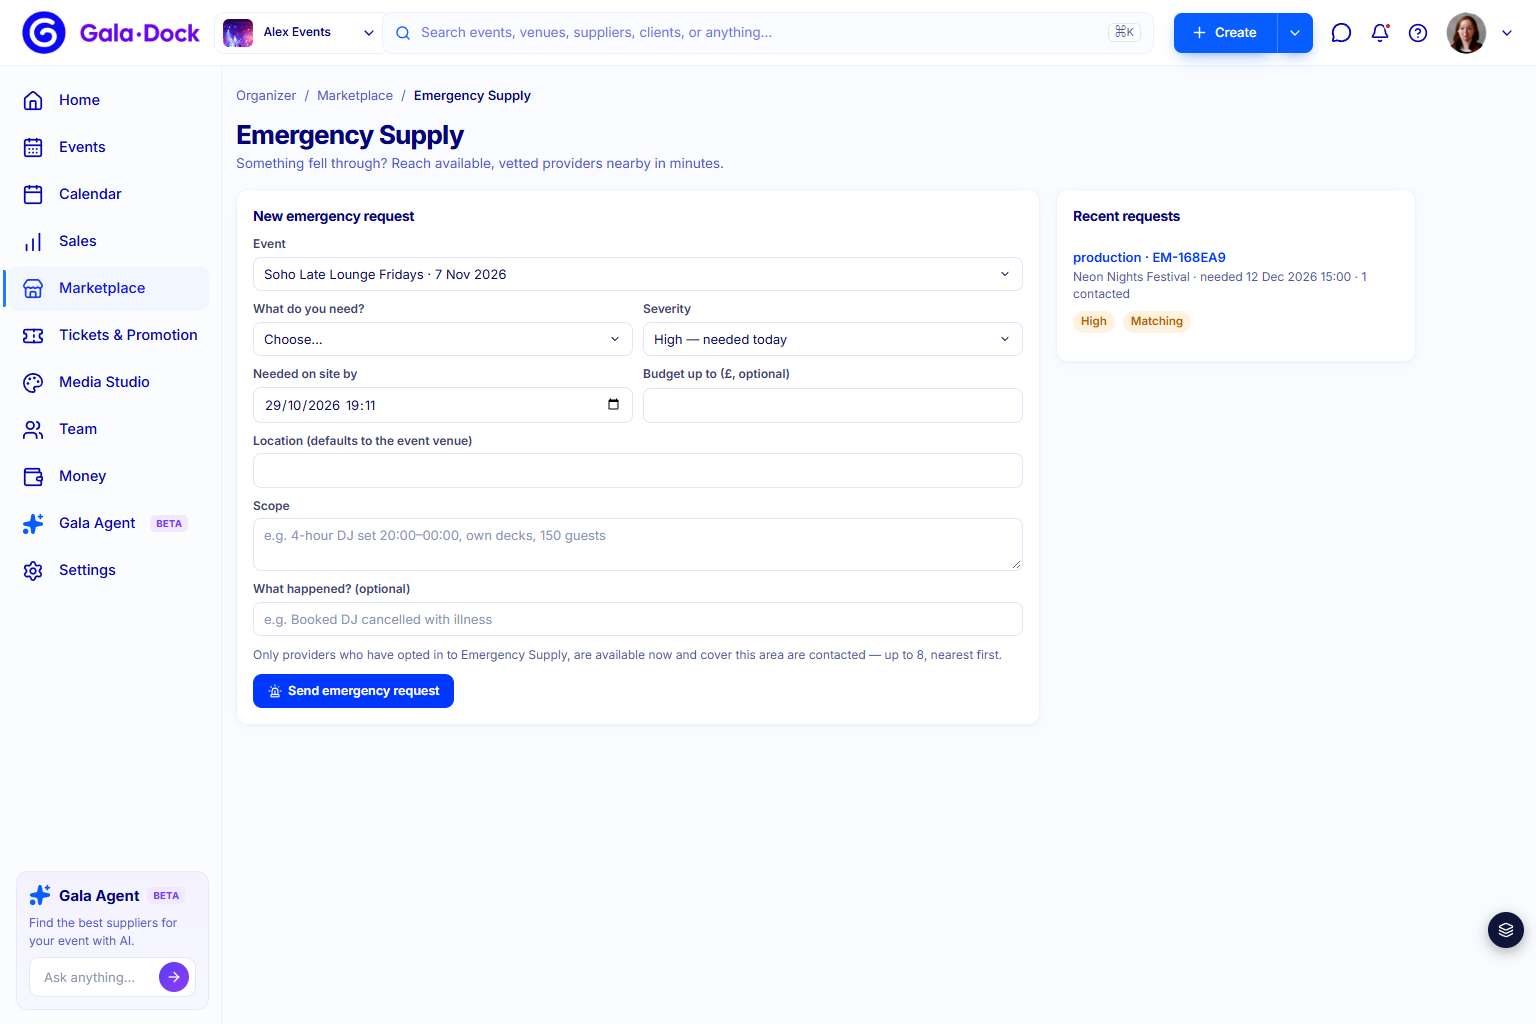 Gala·Dock
Alex Events
Search events, venues, suppliers, clients, or anything...
⌘K
Create
Home
Events
Calendar
Sales
Marketplace
Tickets & Promotion
Media Studio
Team
Money
Gala Agent BETA
Settings
Organizer / Marketplace / Emergency Supply
Emergency Supply
Something fell through? Reach available, vetted providers nearby in minutes.
New emergency request
Event
Soho Late Lounge Fridays · 7 Nov 2026
What do you need?
Severity
Choose...
High — needed today
Needed on site by
Budget up to (£, optional)
29/10/2026 19:11
Location (defaults to the event venue)
Scope
e.g. 4-hour DJ set 20:00–00:00, own decks, 150 guests
What happened? (optional)
e.g. Booked DJ cancelled with illness
Only providers who have opted in to Emergency Supply, are available now and cover this area are contacted — up to 8, nearest first.
Send emergency request
Recent requests
production · EM-168EA9
Neon Nights Festival · needed 12 Dec 2026 15:00 · 1
contacted
High
Matching
Gala Agent BETA
Find the best suppliers for
your event with AI.
Ask anything...